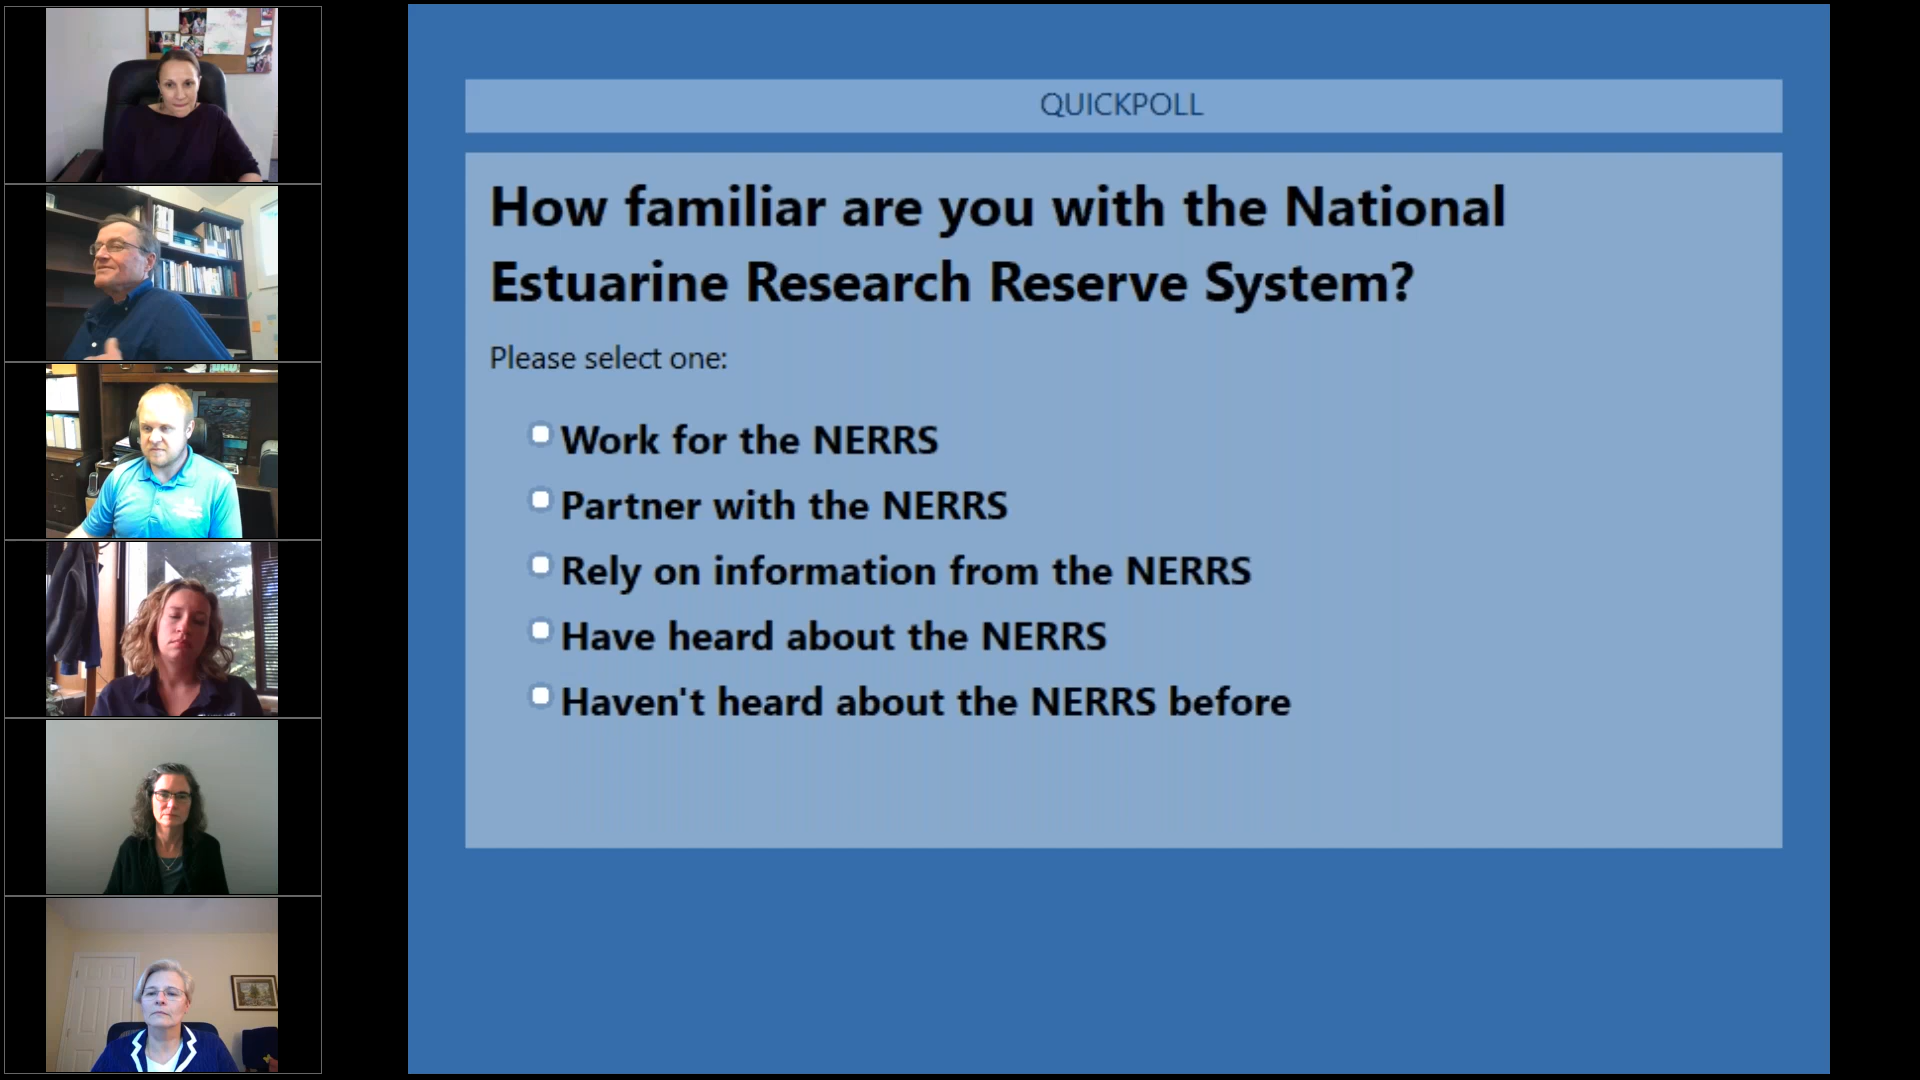 QUICKPOLL
How familiar are you with the National
Estuarine Research Reserve System?
Please select one:
Work for the NERRS
Partner with the NERRS
Rely on information from the NERRS
Have heard about the NERRS
Haven't heard about the NERRS before